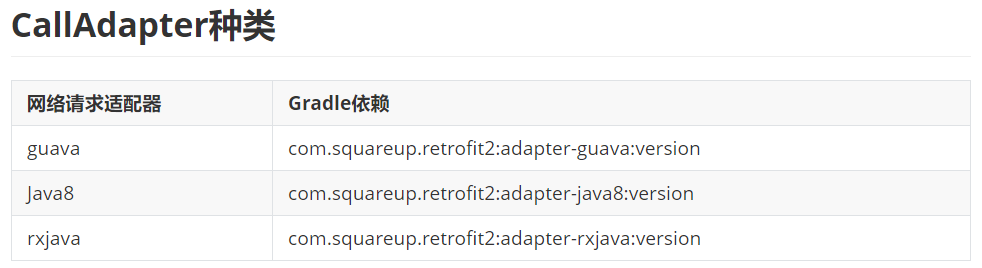 CallAdapter种类
网络请求适配器 Gradle依赖
guava com.squareup.retrofit2:adapter-guava:version
Java8 com.squareup.retrofit2:adapter-java8:version
rxjava com.squareup.retrofit2:adapter-rxjava:version